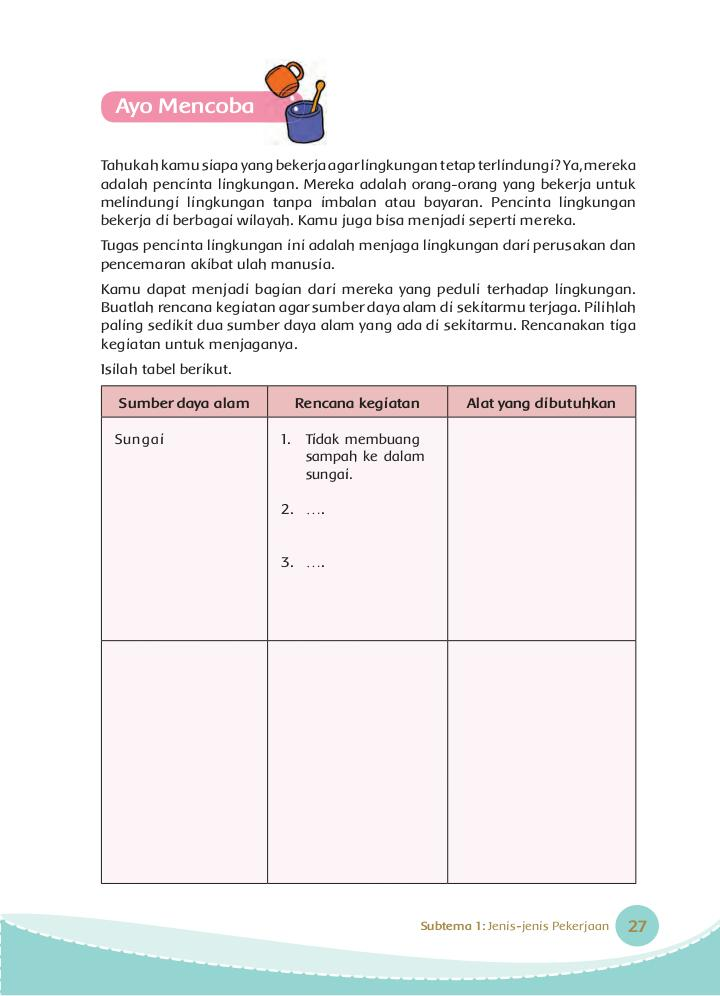 Ayo Mencoba
Tahukah kamu siapa yang bekerja agar lingkungan tetap terlindungi? Ya, mereka
adalah pencinta lingkungan. Mereka adalah orang-orang yang bekerja untuk
melindungi lingkungan tanpa imbalan atau bayaran. Pencinta lingkungan
bekerja di berbagai wilayah. Kamu juga bisa menjadi seperti mereka.
Tugas pencinta lingkungan ini adalah menjaga lingkungan dari perusakan dan
pencemaran akibat ulah manusia.
Kamu dapat menjadi bagian dari mereka yang peduli terhadap lingkungan.
Buatlah rencana kegiatan agar sumber daya alam di sekitarmu terjaga. Pilihlah
paling sedikit dua sumber daya alam yang ada di sekitarmu. Rencanakan tiga
kegiatan untuk menjaganya.
Isilah tabel berikut.
Sumber daya alam Rencana kegiatan Alat yang dibutuhkan
Sungai 1. Tidak membuang
sampah ke dalam
sungai.
2. ....
3. ....
Subtema 1: Jenis-jenis Pekerjaan 27